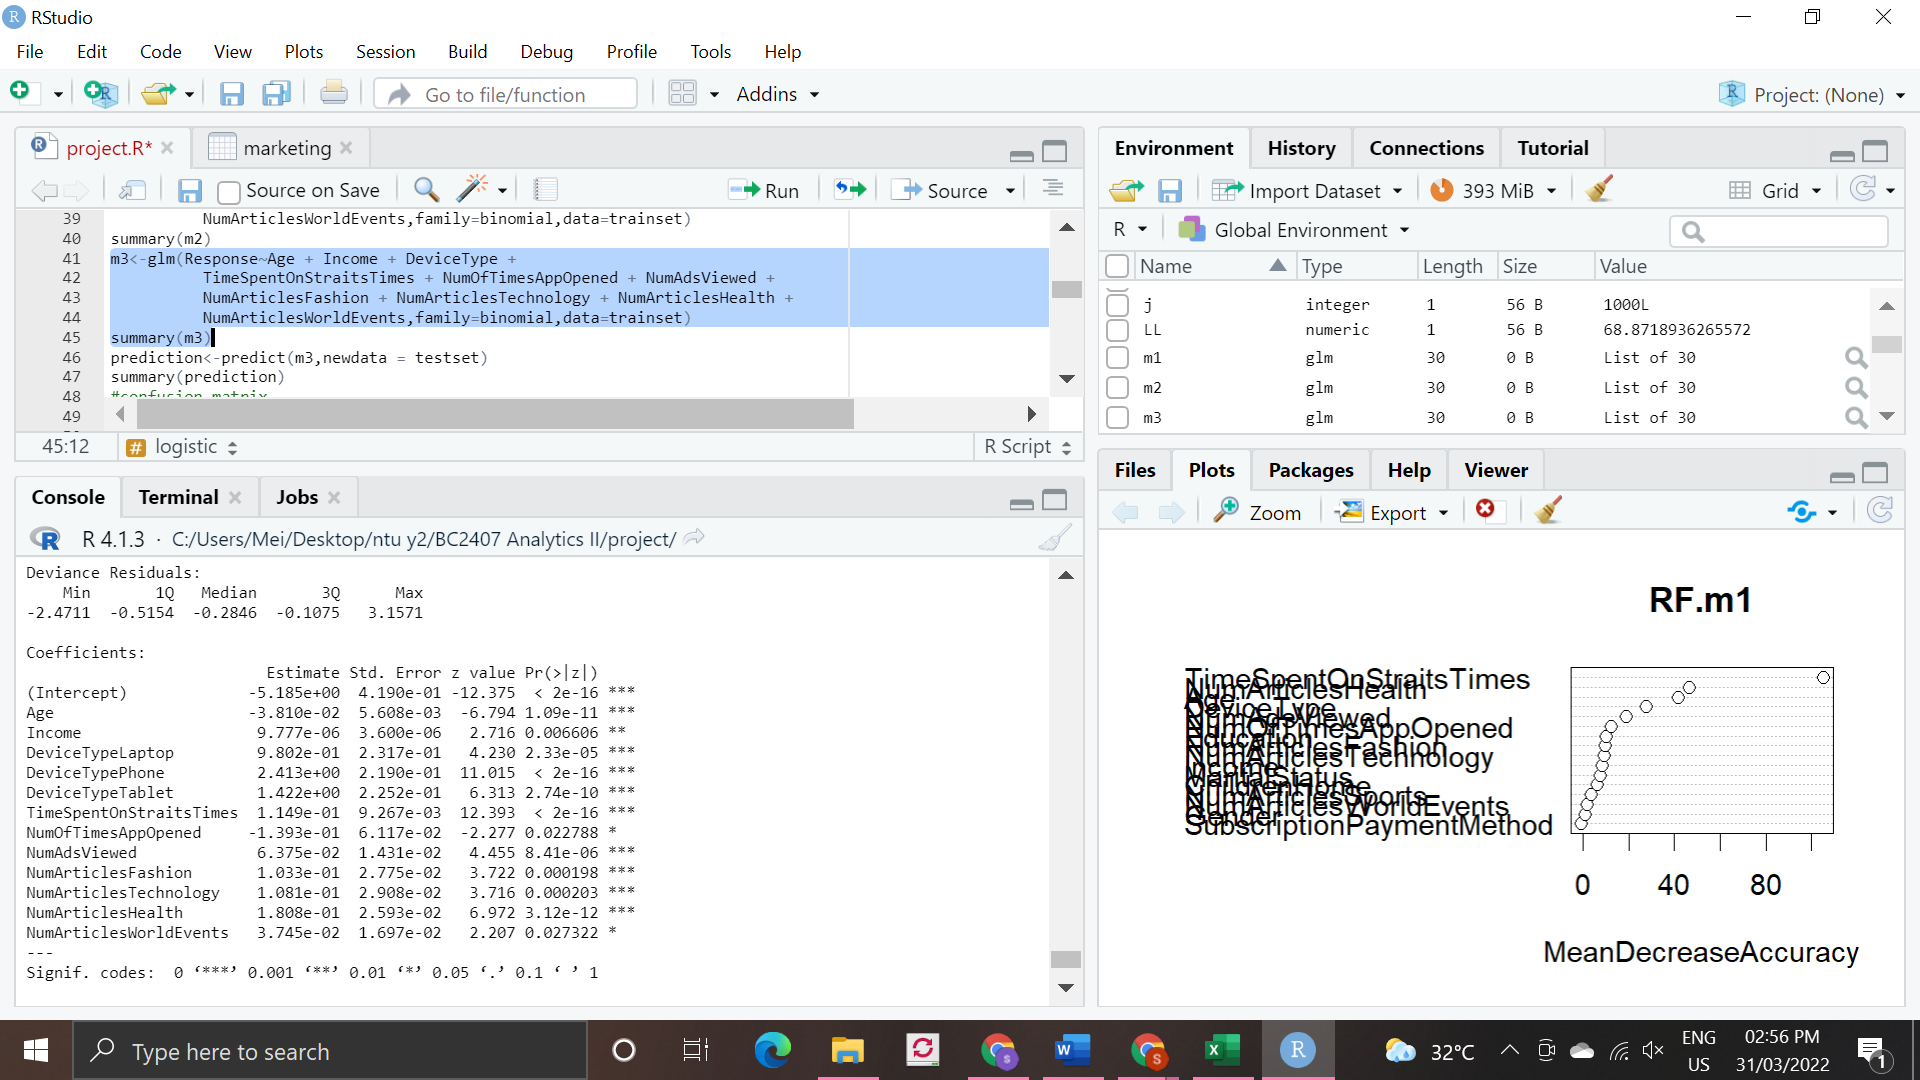 RStudio
File Edit Code View Plots Session Build Debug Profile Tools Help
Go to file/function Addins Project: (None)
project.R* marketing
Source on Save Run Source
39 NumArticlesWorldEvents,family=binomial,data=trainset)
40 summary(m2)
41 m3<-glm(Response~Age + Income + DeviceType +
42 TimeSpentOnStraitsTimes + NumOfTimesAppOpened + NumAdsViewed +
43 NumArticlesFashion + NumArticlesTechnology + NumArticlesHealth +
44 NumArticlesWorldEvents,family=binomial,data=trainset)
45 summary(m3)
46 prediction<-predict(m3,newdata = testset)
47 summary(prediction)
48 #confusion matrix
49
45:12 # logistic R Script
Console Terminal Jobs
R 4.1.3 · C:/Users/Mei/Desktop/ntu y2/BC2407 Analytics II/project/
Deviance Residuals:
Min 1Q Median 3Q Max
-2.4711 -0.5154 -0.2846 -0.1075 3.1571
Coefficients:
Estimate Std. Error z value Pr(>|z|)
(Intercept) -5.185e+00 4.190e-01 -12.375 < 2e-16 ***
Age -3.810e-02 5.608e-03 -6.794 1.09e-11 ***
Income 9.777e-06 3.600e-06 2.716 0.006606 **
DeviceTypeLaptop 9.802e-01 2.317e-01 4.230 2.33e-05 ***
DeviceTypePhone 2.413e+00 2.190e-01 11.015 < 2e-16 ***
DeviceTypeTablet 1.422e+00 2.252e-01 6.313 2.74e-10 ***
TimeSpentOnStraitsTimes 1.149e-01 9.267e-03 12.393 < 2e-16 ***
NumOfTimesAppOpened -1.393e-01 6.117e-02 -2.277 0.022788 *
NumAdsViewed 6.375e-02 1.431e-02 4.455 8.41e-06 ***
NumArticlesFashion 1.033e-01 2.775e-02 3.722 0.000198 ***
NumArticlesTechnology 1.081e-01 2.908e-02 3.716 0.000203 ***
NumArticlesHealth 1.808e-01 2.593e-02 6.972 3.12e-12 ***
NumArticlesWorldEvents 3.745e-02 1.697e-02 2.207 0.027322 *
---
Signif. codes: 0 ‘***’ 0.001 ‘**’ 0.01 ‘*’ 0.05 ‘.’ 0.1 ‘ ’ 1
Environment History Connections Tutorial
Import Dataset 393 MiB Grid
R Global Environment
Name Type Length Size Value
j integer 1 56 B 1000L
LL numeric 1 56 B 68.8718936265572
m1 glm 30 0 B List of 30
m2 glm 30 0 B List of 30
m3 glm 30 0 B List of 30
Files Plots Packages Help Viewer
Zoom Export
RF.m1
TimeSpentOnStraitsTimes
NumArticlesHealth
Age
DeviceType
NumAdsViewed
NumOfTimesAppOpened
Education
NumArticlesFashion
NumArticlesTechnology
Income
MaritalStatus
ChildrenHome
NumArticlesSports
NumArticlesWorldEvents
Gender
SubscriptionPaymentMethod
0 40 80
MeanDecreaseAccuracy
Type here to search
32°C ENG US 02:56 PM 31/03/2022 1